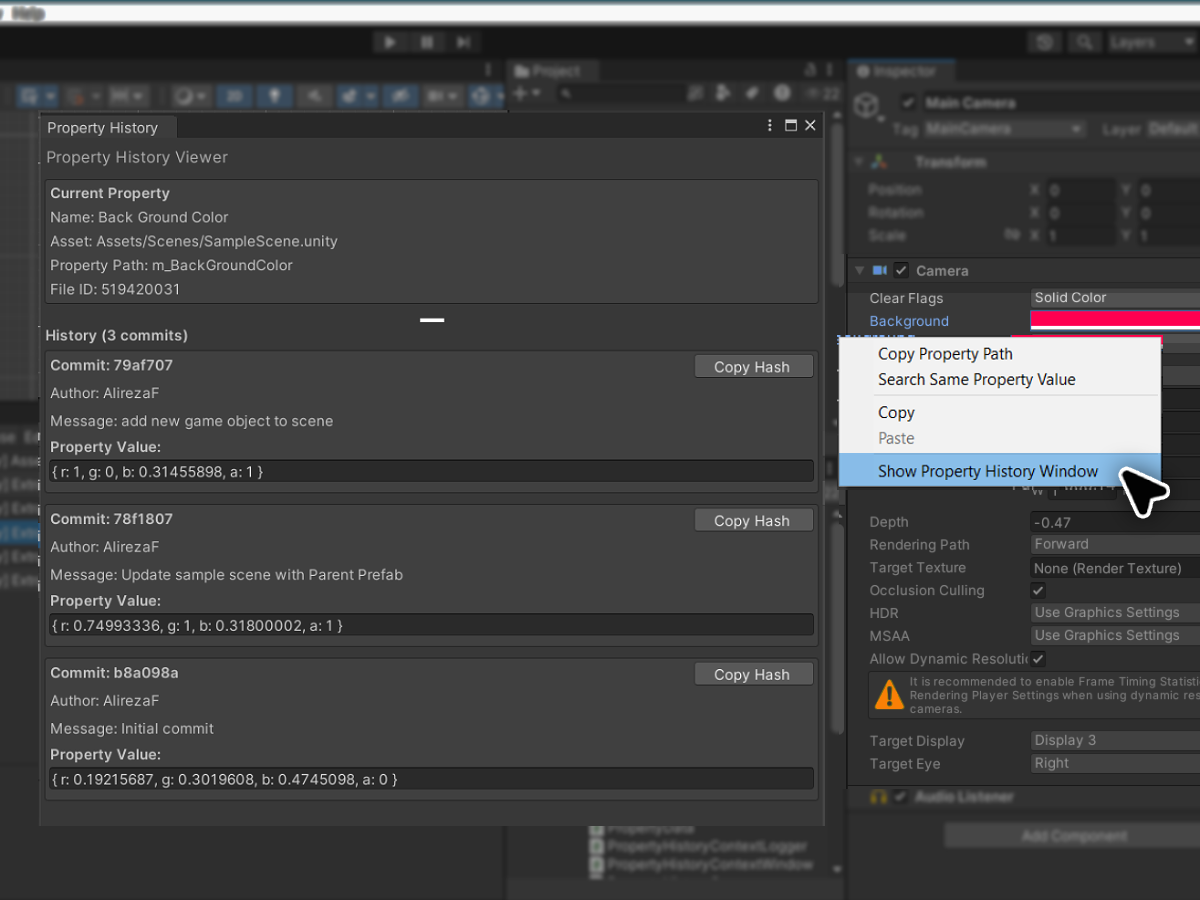 Help
Layers
Project
Inspector
22
Main Camera
Tag MainCamera Layer Default
Transform
Position X 0 Y 0
Rotation X 0 Y 0
Scale X 1 Y 1
Property History
Property History Viewer
Current Property
Name: Back Ground Color
Asset: Assets/Scenes/SampleScene.unity
Property Path: m_BackGroundColor
File ID: 519420031
History (3 commits)
Commit: 79af707
Copy Hash
Author: AlirezaF
Message: add new game object to scene
Property Value:
{ r: 1, g: 0, b: 0.31455898, a: 1 }
Commit: 78f1807
Copy Hash
Author: AlirezaF
Message: Update sample scene with Parent Prefab
Property Value:
{ r: 0.74993336, g: 1, b: 0.31800002, a: 1 }
Commit: b8a098a
Copy Hash
Author: AlirezaF
Message: Initial commit
Property Value:
{ r: 0.19215687, g: 0.3019608, b: 0.4745098, a: 0 }
Camera
Clear Flags Solid Color
Background
Copy Property Path
Search Same Property Value
Copy
Paste
Show Property History Window
Depth -0.47
Rendering Path Forward
Target Texture None (Render Texture)
Occlusion Culling
HDR Use Graphics Settings
MSAA Use Graphics Settings
Allow Dynamic Resoluti
It is recommended to enable Frame Timing Statisti
Rendering Player Settings when using dynamic res
cameras.
Target Display Display 3
Target Eye Right
Audio Listener
Add Component
PropertyData
PropertyHistoryContextLogger
PropertyHistoryContextWindow